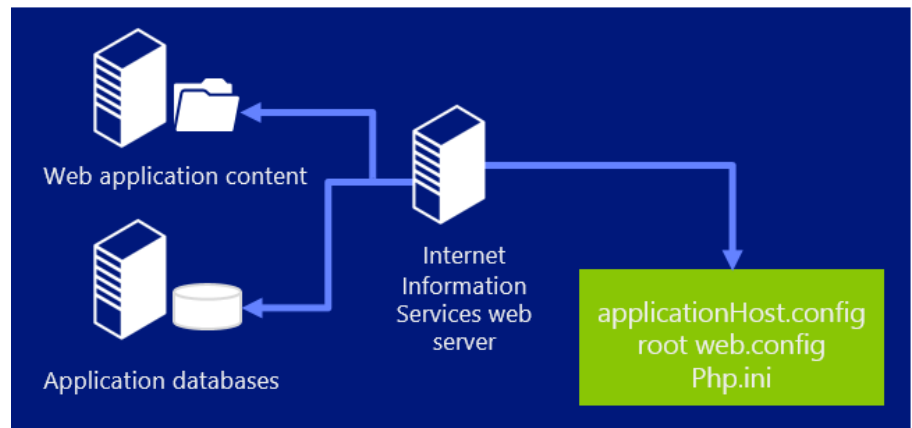 Web application content
Application databases
Internet
Information
Services web
server
applicationHost.config
root web.config
Php.ini